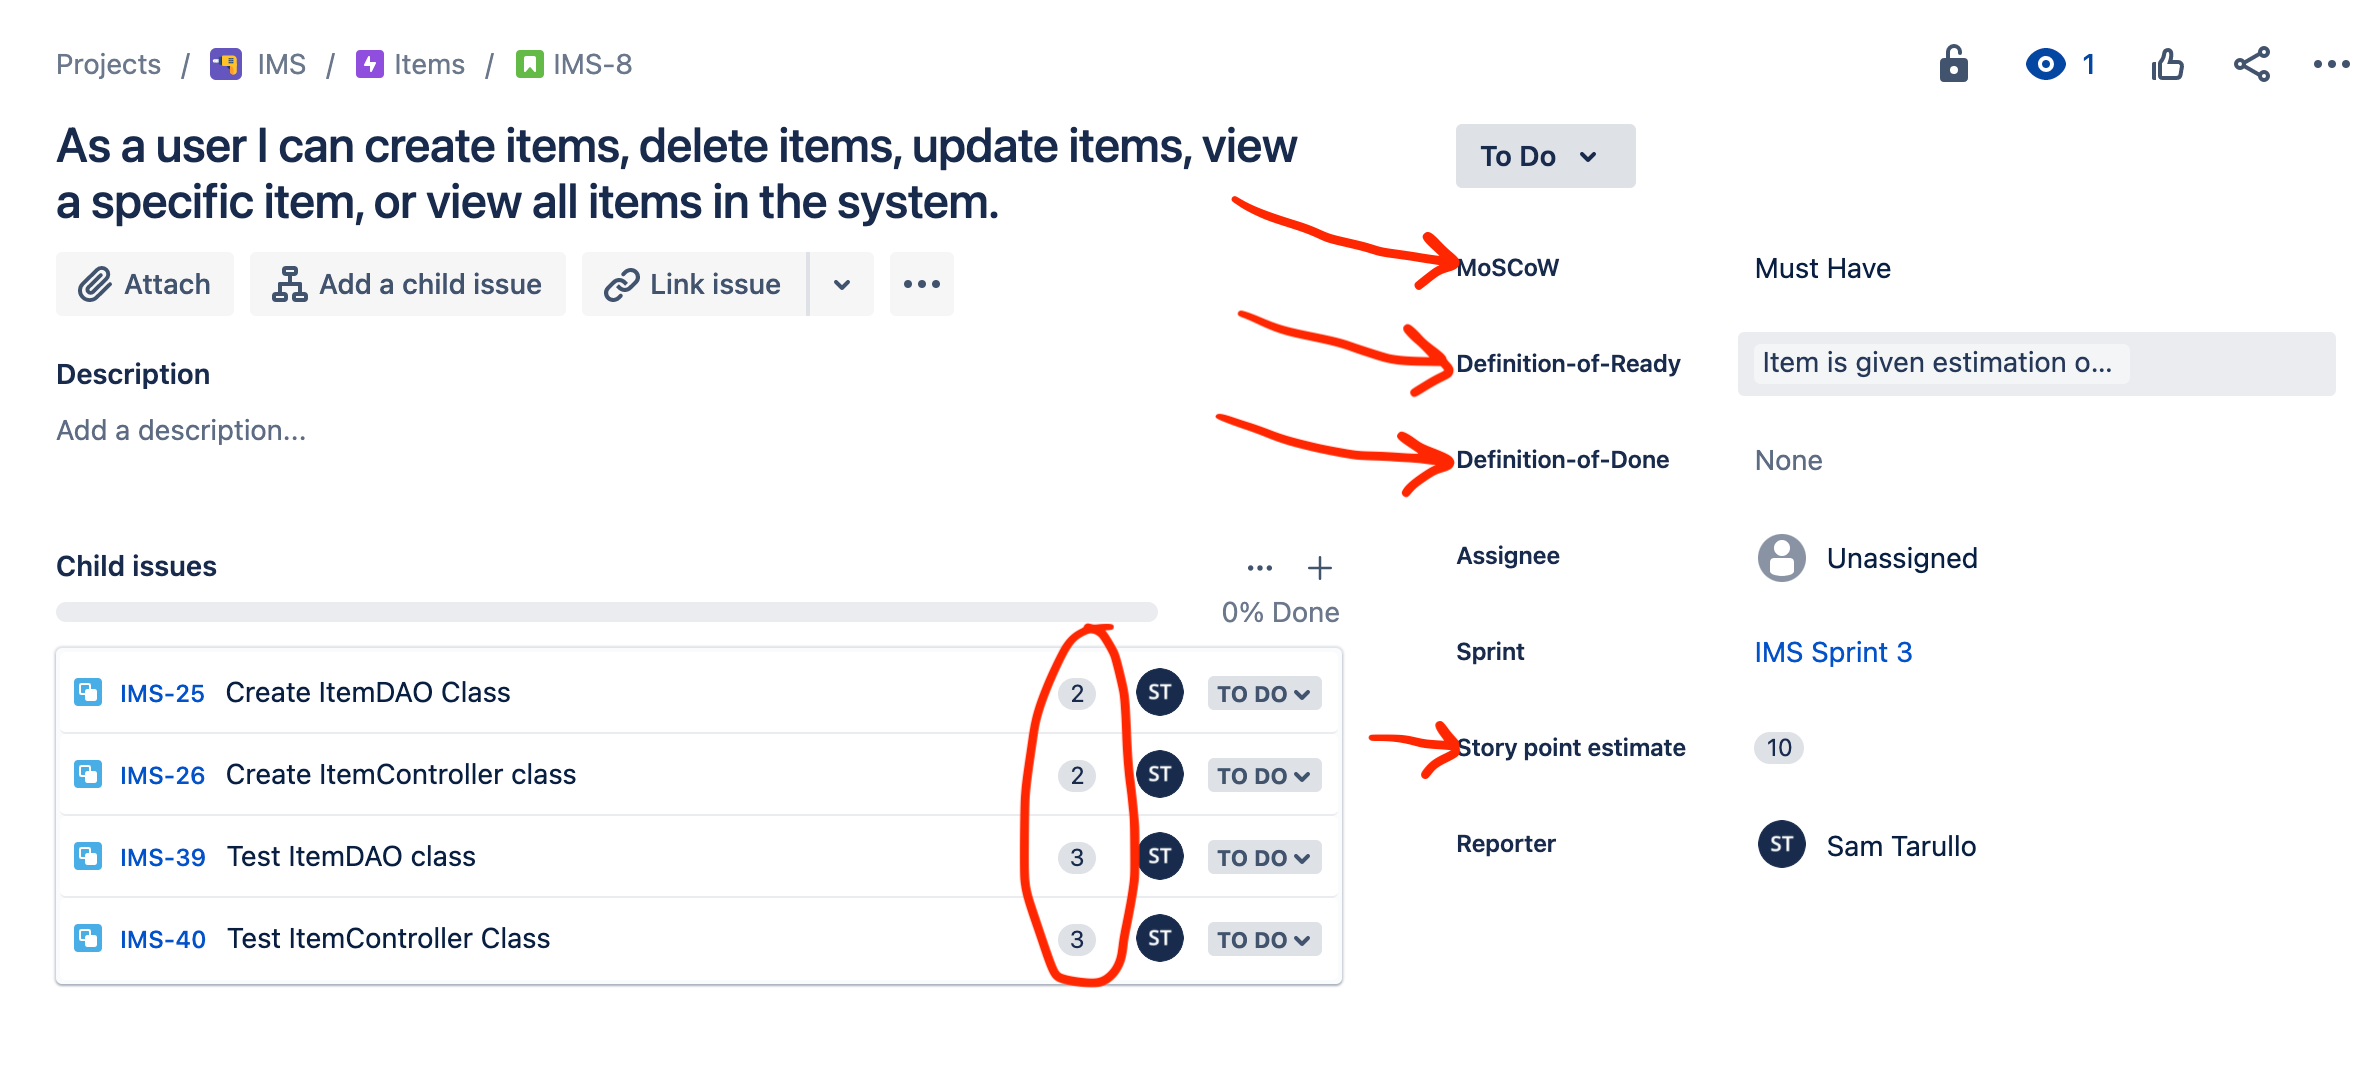 Projects / IMS / Items / IMS-8
1
As a user I can create items, delete items, update items, view
a specific item, or view all items in the system.
Attach
Add a child issue
Link issue
Description
Add a description...
Child issues
0% Done
IMS-25 Create ItemDAO Class 2 ST TO DO
IMS-26 Create ItemController class 2 ST TO DO
IMS-39 Test ItemDAO class 3 ST TO DO
IMS-40 Test ItemController Class 3 ST TO DO
To Do
MoSCoW Must Have
Definition-of-Ready Item is given estimation o...
Definition-of-Done None
Assignee Unassigned
Sprint IMS Sprint 3
Story point estimate 10
Reporter ST Sam Tarullo